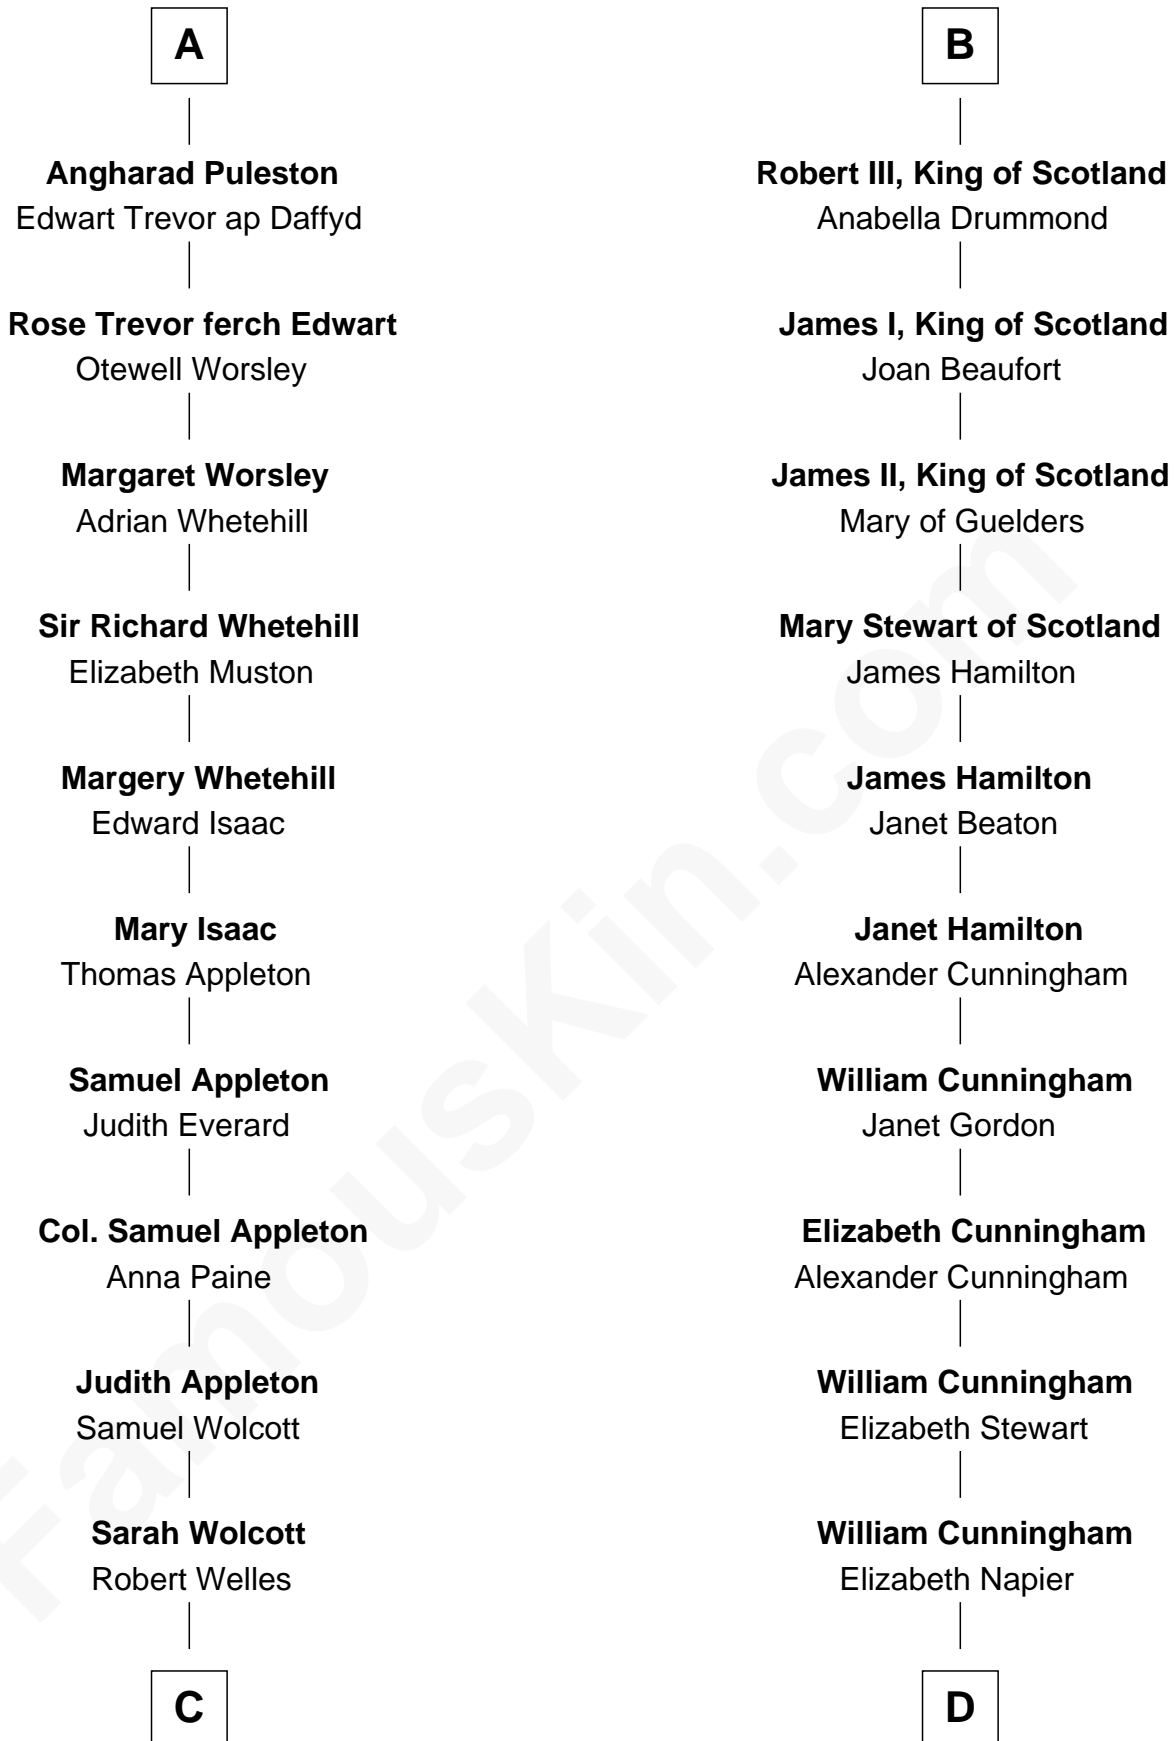 A
Angharad Puleston
Edwart Trevor ap Daffyd
Rose Trevor ferch Edwart
Otewell Worsley
Margaret Worsley
Adrian Whetehill
Sir Richard Whetehill
Elizabeth Muston
Margery Whetehill
Edward Isaac
Mary Isaac
Thomas Appleton
Samuel Appleton
Judith Everard
Col. Samuel Appleton
Anna Paine
Judith Appleton
Samuel Wolcott
Sarah Wolcott
Robert Welles
C
B
Robert III, King of Scotland
Anabella Drummond
James I, King of Scotland
Joan Beaufort
James II, King of Scotland
Mary of Guelders
Mary Stewart of Scotland
James Hamilton
James Hamilton
Janet Beaton
Janet Hamilton
Alexander Cunningham
William Cunningham
Janet Gordon
Elizabeth Cunningham
Alexander Cunningham
William Cunningham
Elizabeth Stewart
William Cunningham
Elizabeth Napier
D
FamousKin.com